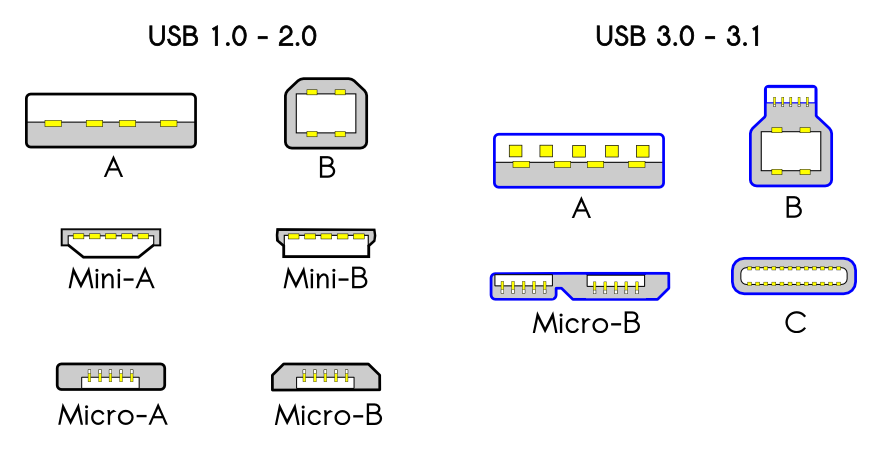 USB 1.0 - 2.0
A
B
Mini-A
Mini-B
Micro-A
Micro-B
USB 3.0 - 3.1
A
B
Micro-B
C